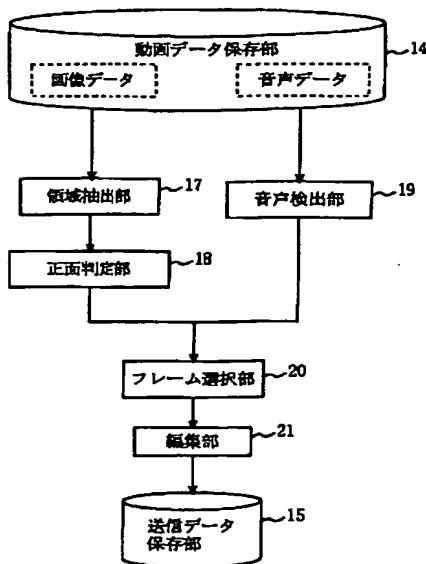 動画データ保存部
14
画像データ
音声データ
領域抽出部
17
音声検出部
19
正面判定部
18
フレーム選択部
20
編集部
21
送信データ
保存部
15